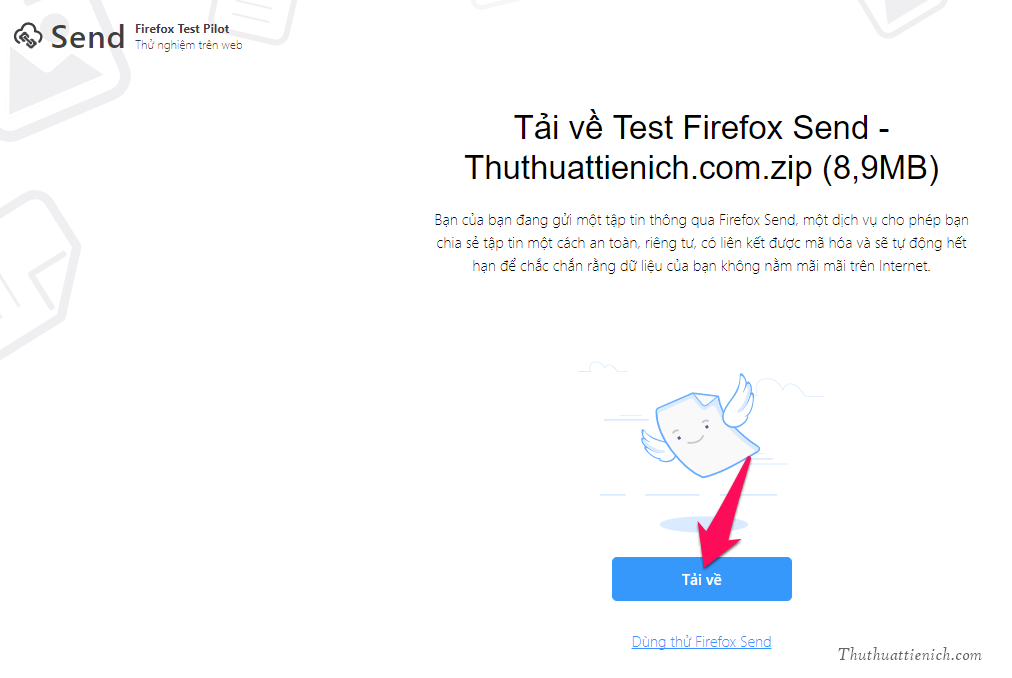 Send
Firefox Test Pilot
Thử nghiệm trên web
Tải về Test Firefox Send -
Thuthuattienich.com.zip (8,9MB)
Bạn của bạn đang gửi một tập tin thông qua Firefox Send, một dịch vụ cho phép bạn
chia sẻ tập tin một cách an toàn, riêng tư, có liên kết được mã hóa và sẽ tự động hết
hạn để chắc chắn rằng dữ liệu của bạn không nằm mãi mãi trên Internet.
Tải về
Dùng thử Firefox Send
Thuthuattienich.com